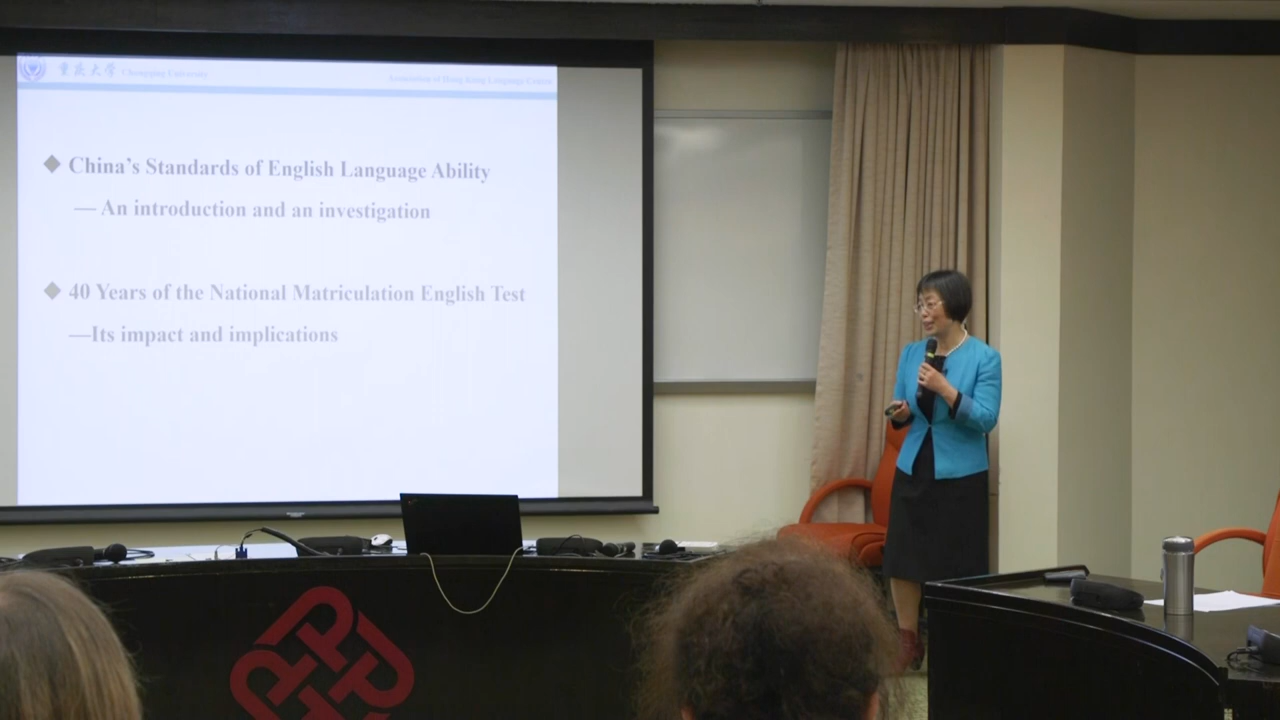 重庆大学 Chongqing University
Association of Hong Kong Language Centre
China's Standards of English Language Ability
— An introduction and an investigation
40 Years of the National Matriculation English Test
—Its impact and implications